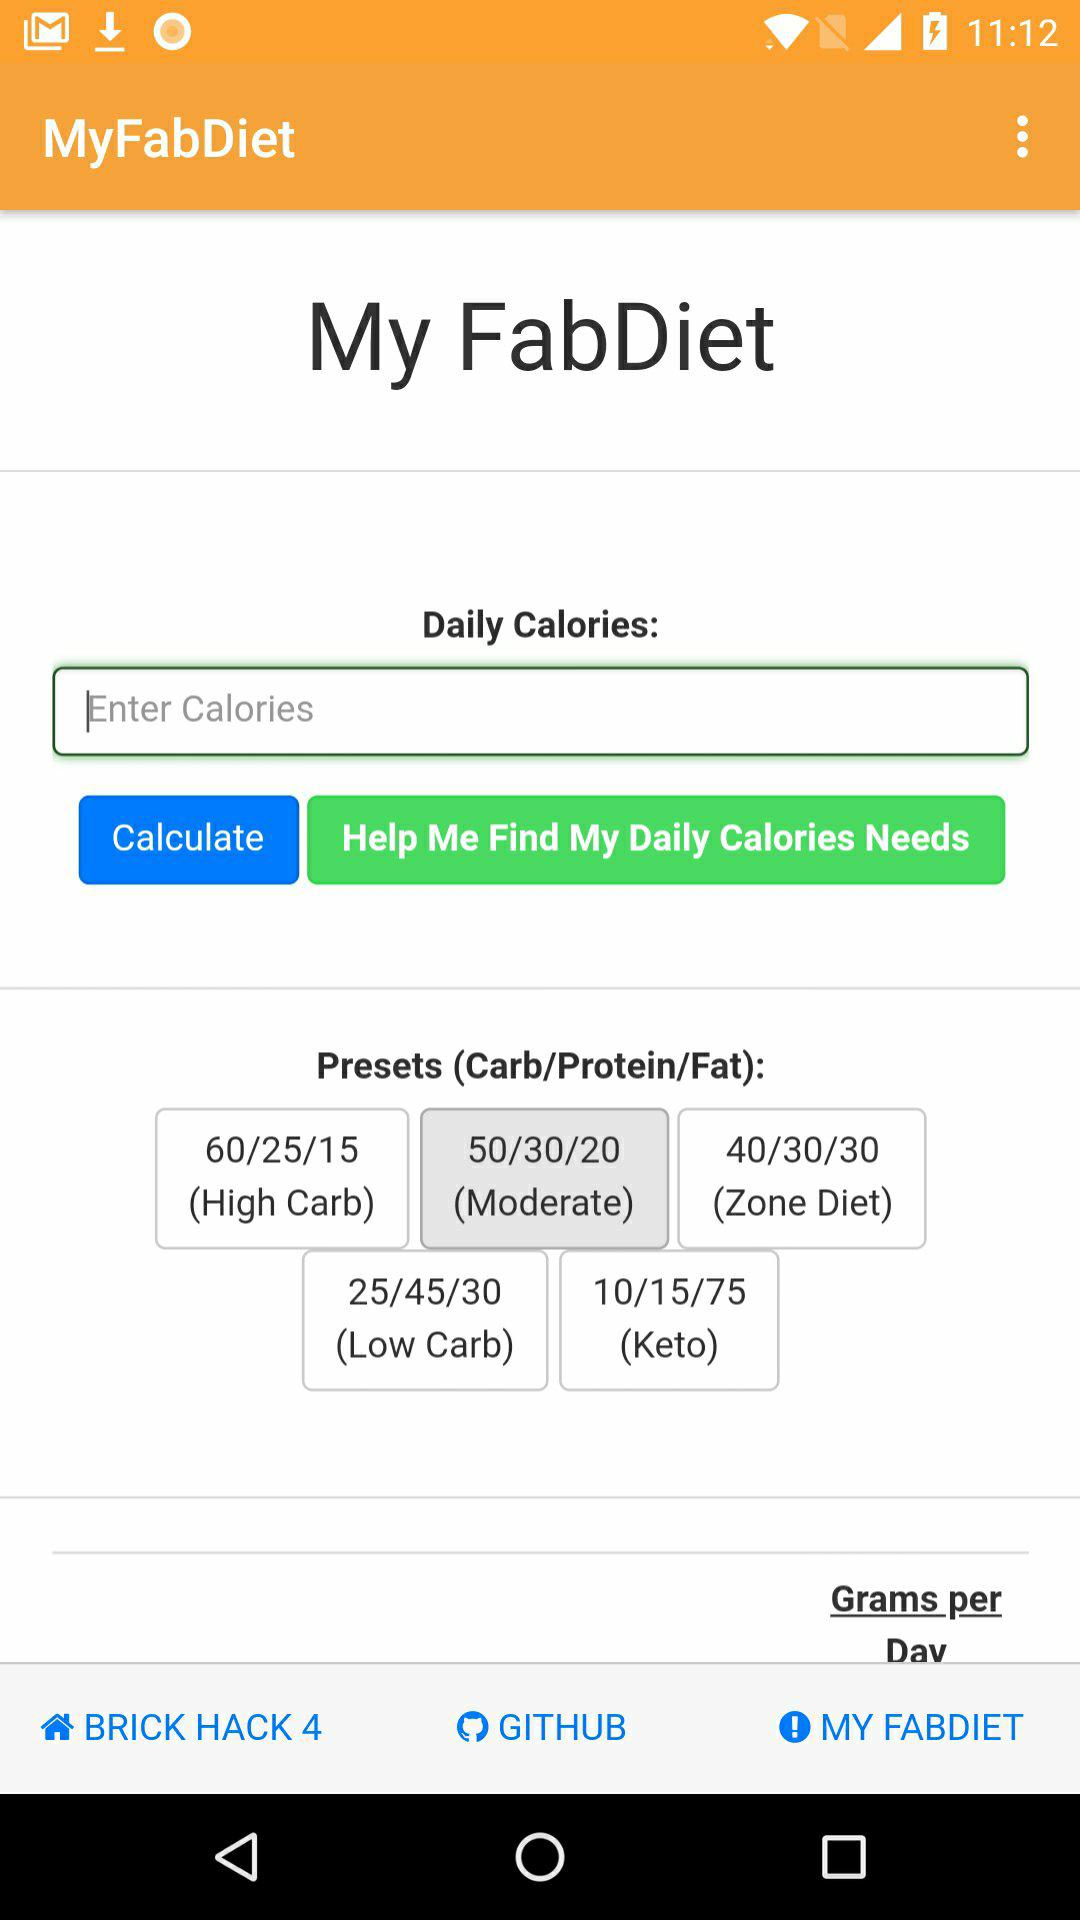 11:12
MyFabDiet
My FabDiet
Daily Calories:
Enter Calories
Calculate
Help Me Find My Daily Calories Needs
Presets (Carb/Protein/Fat):
60/25/15
(High Carb)
50/30/20
(Moderate)
40/30/30
(Zone Diet)
25/45/30
(Low Carb)
10/15/75
(Keto)
Grams per
Day
BRICK HACK 4
GITHUB
MY FABDIET